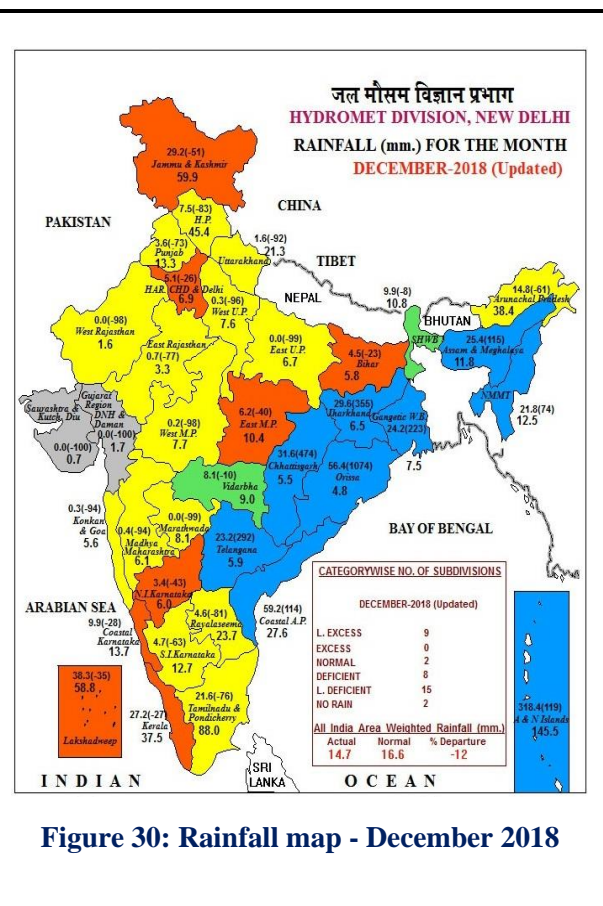 जल मौसम विज्ञान प्रभाग
HYDROMET DIVISION, NEW DELHI
RAINFALL (mm.) FOR THE MONTH
DECEMBER-2018 (Updated)
29.2(-51)
Jammu & Kashmir
59.9
CHINA
7.5(-83)
H.P.
45.4
PAKISTAN
3.6(-73)
Punjab
13.3
1.6(-92)
21.3
Uttarakhand
TIBET
5.1(-26)
HAR. CHD & Delhi
6.9
0.3(-96)
West U.P.
7.6
NEPAL
9.9(-8)
10.8
SHWB
BHUTAN
14.8(-61)
Arunachal Pradesh
38.4
0.0(-98)
West Rajasthan
1.6
East Rajasthan
0.7(-77)
3.3
0.0(-99)
East U.P.
6.7
4.5(-23)
Bihar
5.8
25.4(115)
Assam & Meghalaya
11.8
NMMT
21.8(74)
12.5
Saurashtra &
Kutch, Diu
0.0(-100)
0.7
Gujarat
Region
DNH &
Daman
0.0(-100)
1.7
0.2(-98)
West M.P.
7.7
6.2(-40)
East M.P.
10.4
29.6(355)
Jharkhand
6.5
Gangetic W.B.
24.2(223)
7.5
31.6(474)
Chhattisgarh
5.5
56.4(1074)
Orissa
4.8
8.1(-10)
Vidarbha
9.0
0.3(-94)
Konkan
& Goa
5.6
0.4(-94)
Madhya
Maharashtra
6.1
0.0(-99)
Marathwada
8.1
23.2(292)
Telangana
5.9
BAY OF BENGAL
ARABIAN SEA
3.4(-43)
N.I.Karnataka
6.0
9.9(-28)
Coastal
Karnataka
13.7
4.6(-81)
Rayalaseema
23.7
59.2(114)
Coastal A.P.
27.6
4.7(-63)
S.I.Karnataka
12.7
38.3(-35)
58.8
Lakshadweep
27.2(-27)
Kerala
37.5
21.6(-76)
Tamilnadu &
Pondicherry
88.0
CATEGORYWISE NO. OF SUBDIVISIONS
DECEMBER-2018 (Updated)
L. EXCESS 9
EXCESS 0
NORMAL 2
DEFICIENT 8
L. DEFICIENT 15
NO RAIN 2
All India Area Weighted Rainfall (mm.)
Actual Normal % Departure
14.7 16.6 -12
318.4(119)
A & N Islands
145.5
SRI
LANKA
INDIAN OCEAN
Figure 30: Rainfall map - December 2018